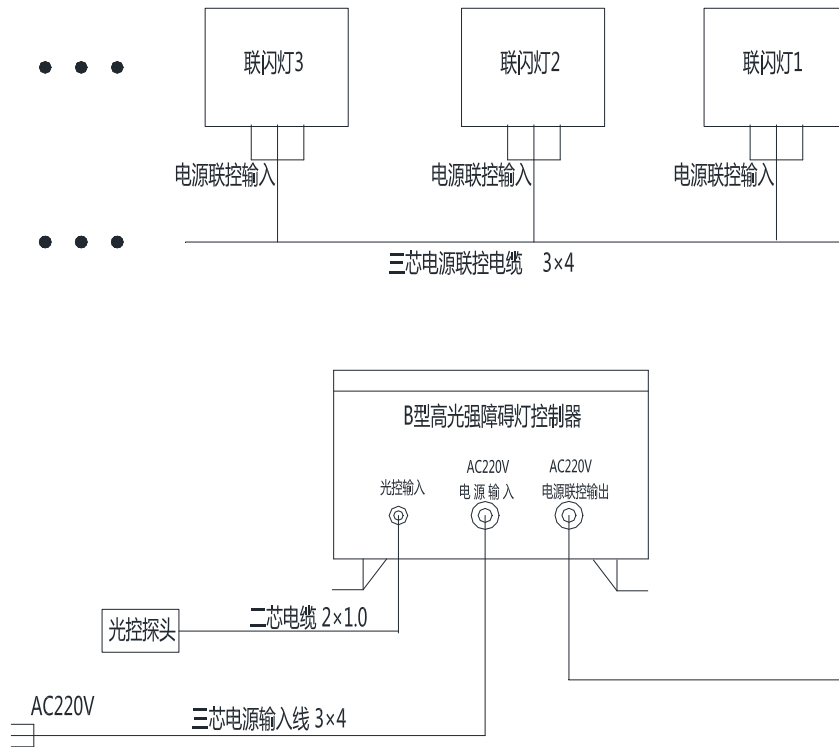 联闪灯3
联闪灯2
联闪灯1
电源联控输入
电源联控输入
电源联控输入
三芯电源联控电缆 3×4
B型高光强障碍灯控制器
光控输入
AC220V
电源输入
AC220V
电源联控输出
二芯电缆 2×1.0
光控探头
AC220V
三芯电源输入线 3×4